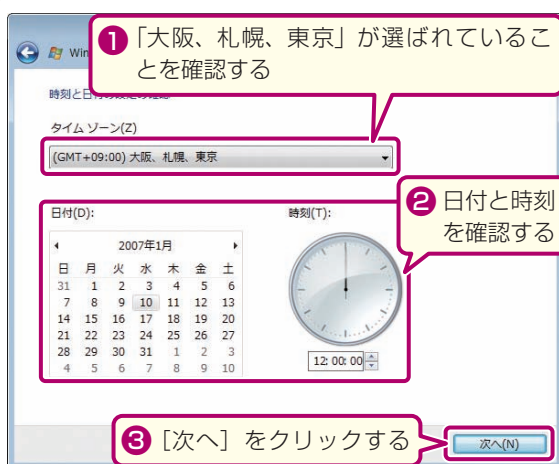 ❶「大阪、札幌、東京」が選ばれているこ
とを確認する
Win
時刻と日付の設定の確認
タイム ゾーン(Z)
(GMT+09:00) 大阪、札幌、東京
日付(D):
時刻(T):
❷ 日付と時刻
を確認する
2007年1月
日 月 火 水 木 金 土
31 1 2 3 4 5 6
7 8 9 10 11 12 13
14 15 16 17 18 19 20
21 22 23 24 25 26 27
28 29 30 31 1 2 3
4 5 6 7 8 9 10
12:00:00
❸［次へ］をクリックする
次へ(N)